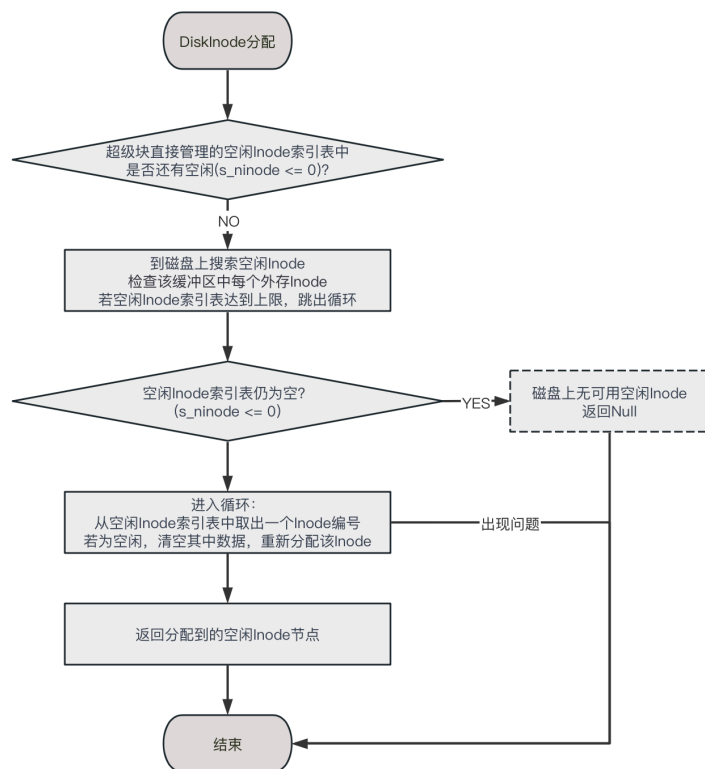 DiskInode分配
超级块直接管理的空闲Inode索引表中
是否还有空闲(s_ninode <= 0)?
NO
到磁盘上搜索空闲Inode
检查该缓冲区中每个外存Inode
若空闲Inode索引表达到上限，跳出循环
空闲Inode索引表仍为空?
(s_ninode <= 0)
YES
磁盘上无可用空闲Inode
返回Null
进入循环：
从空闲Inode索引表中取出一个Inode编号
若为空闲，清空其中数据，重新分配该Inode
出现问题
返回分配到的空闲Inode节点
结束